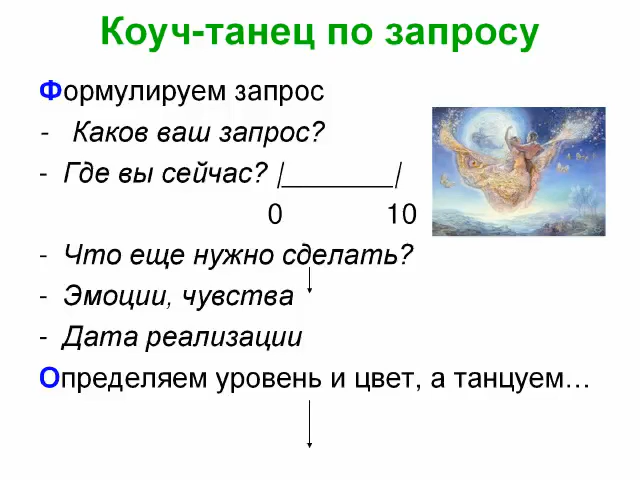 Коуч-танец по запросу
Формулируем запрос
- Каков ваш запрос?
- Где вы сейчас? |_______|
0 10
- Что еще нужно сделать?
- Эмоции, чувства
- Дата реализации
Определяем уровень и цвет, а танцуем…